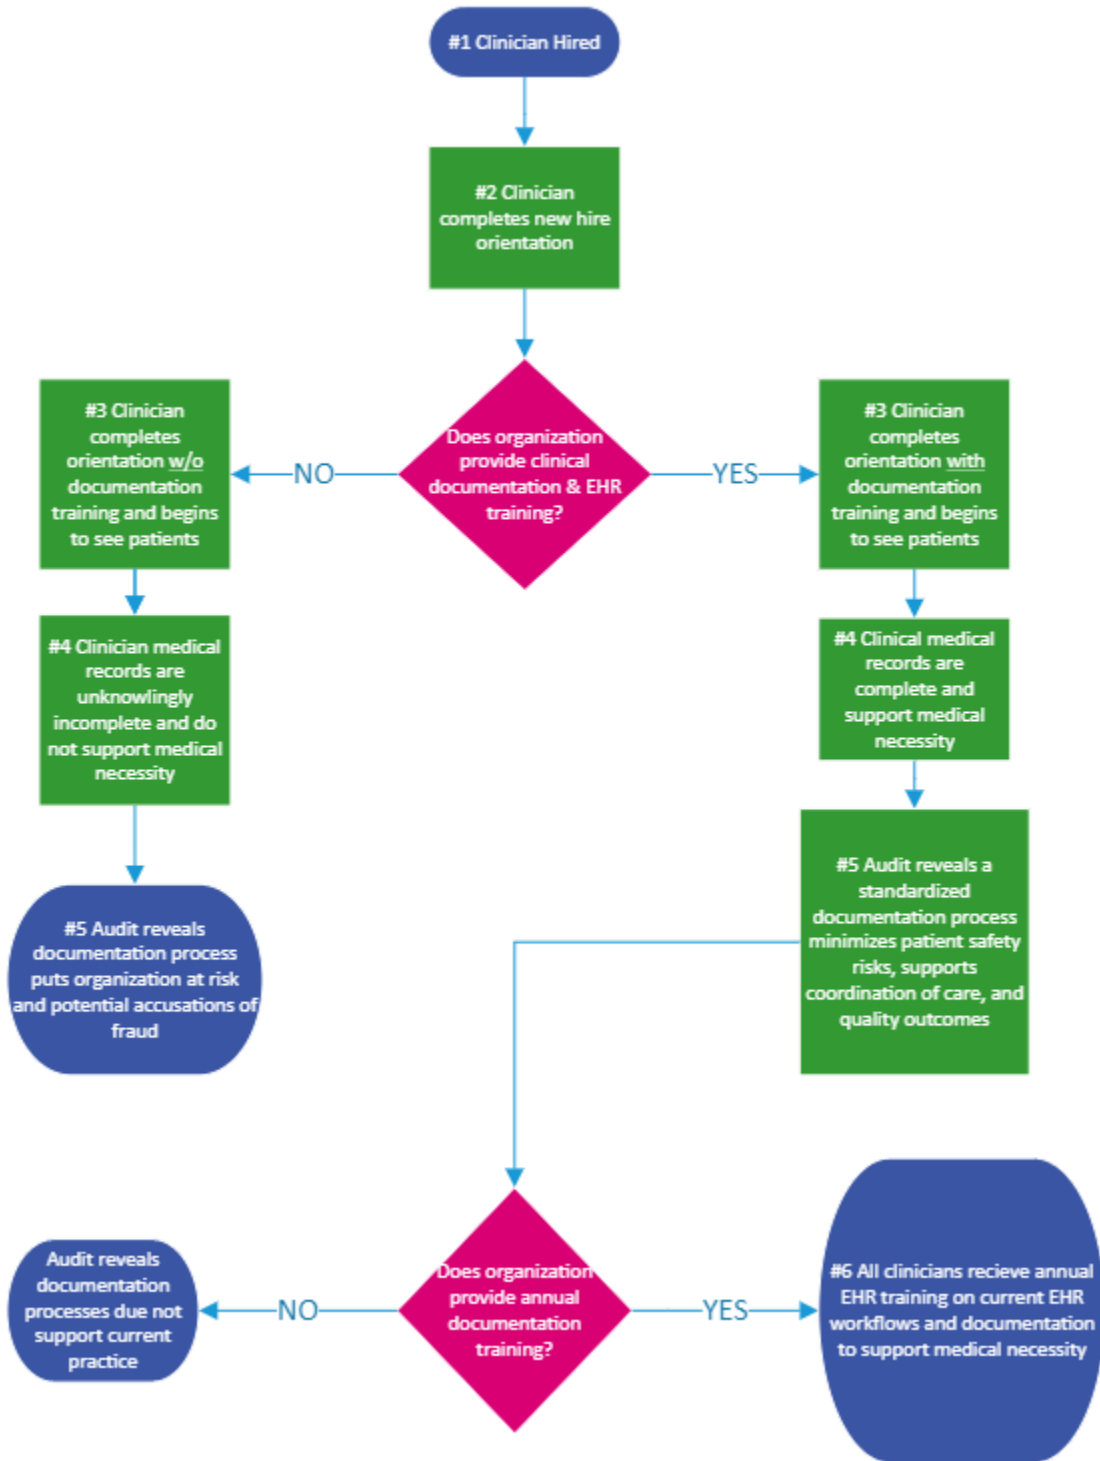 #1 Clinician Hired
#2 Clinician
completes new hire
orientation
Does organization
provide clinical
documentation & EHR
training?
NO
YES
#3 Clinician
completes
orientation w/o
documentation
training and begins
to see patients
#3 Clinician
completes
orientation with
documentation
training and begins
to see patients
#4 Clinician medical
records are
unknowlingly
incomplete and do
not support medical
necessity
#4 Clinical medical
records are
complete and
support medical
necessity
#5 Audit reveals
documentation process
puts organization at risk
and potential accusations of
fraud
#5 Audit reveals a
standardized
documentation process
minimizes patient safety
risks, supports
coordination of care, and
quality outcomes
Does organization
provide annual
documentation
training?
NO
YES
Audit reveals
documentation
processes due not
support current
practice
#6 All clinicians recieve annual
EHR training on current EHR
workflows and documentation
to support medical necessity